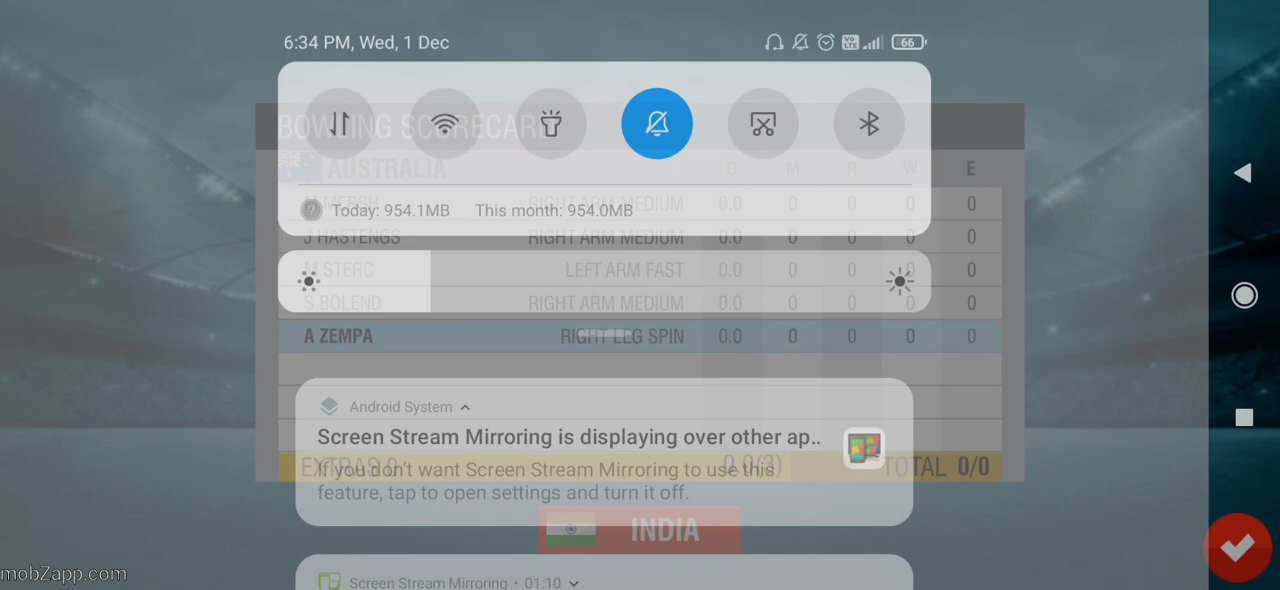 6:34 PM, Wed, 1 Dec
Vo LTE 66
BOWLING SCORECARD
AUSTRALIA O M R W E
MERSH RIGHT ARM MEDIUM 0.0 0 0 0 0
Today: 954.1MB This month: 954.0MB
J HASTENGS RIGHT ARM MEDIUM 0.0 0 0 0 0
M STERC LEFT ARM FAST 0.0 0 0 0 0
S BOLEND RIGHT ARM MEDIUM 0.0 0 0 0 0
A ZEMPA RIGHT LEG SPIN 0.0 0 0 0 0
Android System
Screen Stream Mirroring is displaying over other ap..
EXTRAS 0 0.0(3) TOTAL 0/0
If you don't want Screen Stream Mirroring to use this
feature, tap to open settings and turn it off.
INDIA
mobZapp.com
Screen Stream Mirroring • 01:10